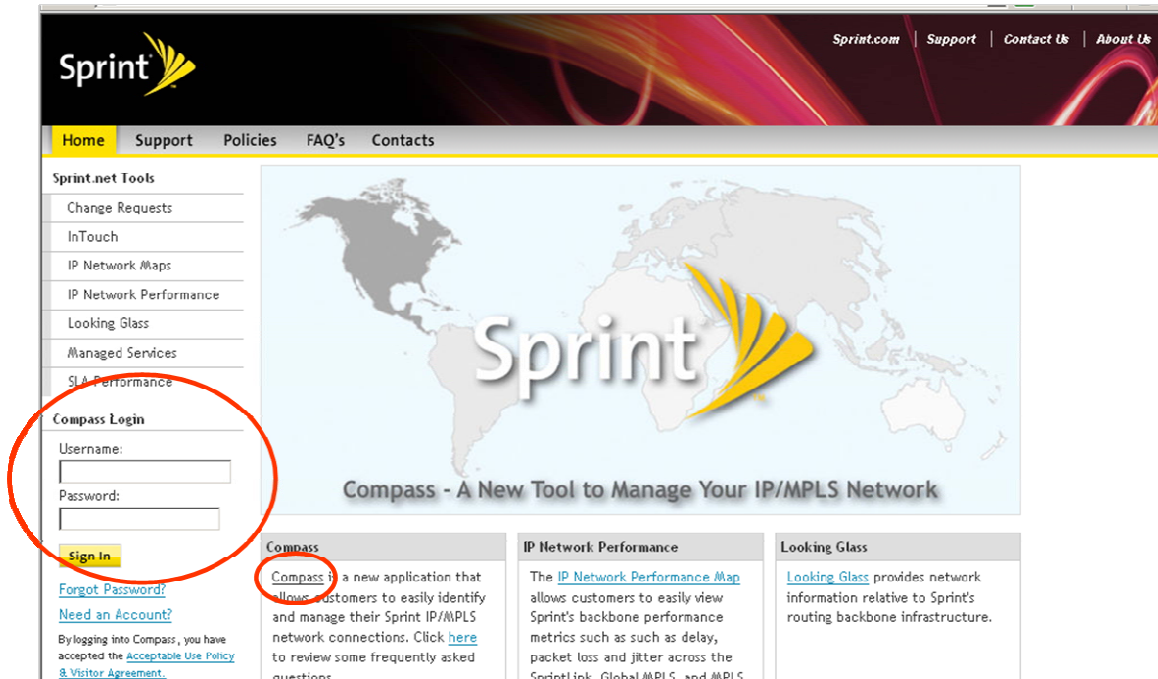 Sprint
Sprint.com | Support | Contact Us | About Us
Home Support Policies FAQ's Contacts
Sprint.net Tools
Change Requests
InTouch
IP Network Maps
IP Network Performance
Looking Glass
Managed Services
SLA Performance
Compass Login
Username:
Password:
Sign In
Forgot Password?
Need an Account?
By logging into Compass, you have
accepted the Acceptable Use Policy
& Visitor Agreement.
Sprint
Compass - A New Tool to Manage Your IP/MPLS Network
Compass
Compass is a new application that
allows customers to easily identify
and manage their Sprint IP/MPLS
network connections. Click here
to review some frequently asked
questions
IP Network Performance
The IP Network Performance Map
allows customers to easily view
Sprint's backbone performance
metrics such as such as delay,
packet loss and jitter across the
SprintLink, Global MPLS, and MPLS
Looking Glass
Looking Glass provides network
information relative to Sprint's
routing backbone infrastructure.